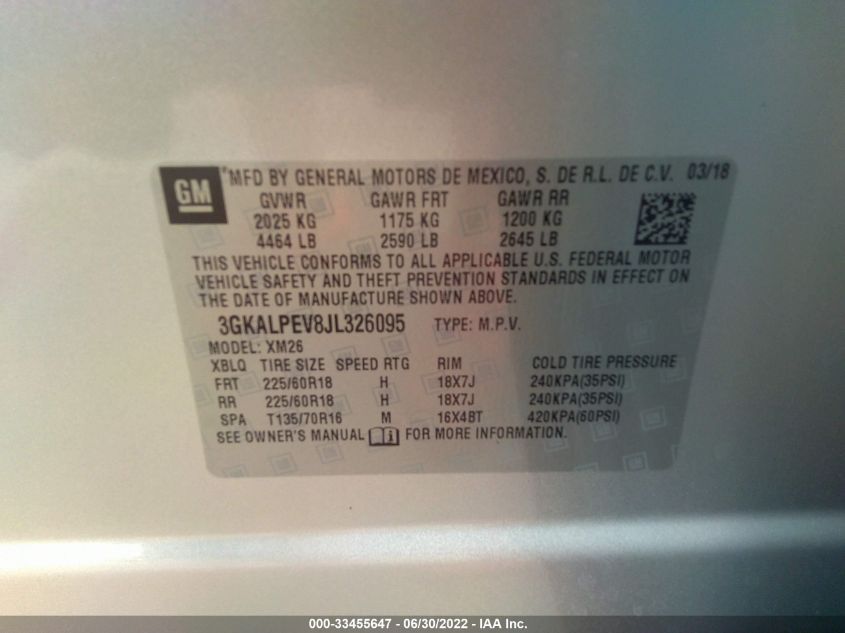 GM
*MFD BY GENERAL MOTORS DE MEXICO, S. DE R.L. DE C.V. 03/18
GVWR GAWR FRT GAWR RR
2025 KG 1175 KG 1200 KG
4464 LB 2590 LB 2645 LB
THIS VEHICLE CONFORMS TO ALL APPLICABLE U.S. FEDERAL MOTOR
VEHICLE SAFETY AND THEFT PREVENTION STANDARDS IN EFFECT ON
THE DATE OF MANUFACTURE SHOWN ABOVE.
3GKALPEV8JL326095 TYPE: M.P.V.
MODEL: XM26
XBLQ TIRE SIZE SPEED RTG RIM COLD TIRE PRESSURE
FRT 225/60R18 H 18X7J 240KPA(35PSI)
RR 225/60R18 H 18X7J 240KPA(35PSI)
SPA T135/70R16 M 16X4BT 420KPA(60PSI)
SEE OWNER'S MANUAL FOR MORE INFORMATION.
000-33455647 - 06/30/2022 - IAA Inc.